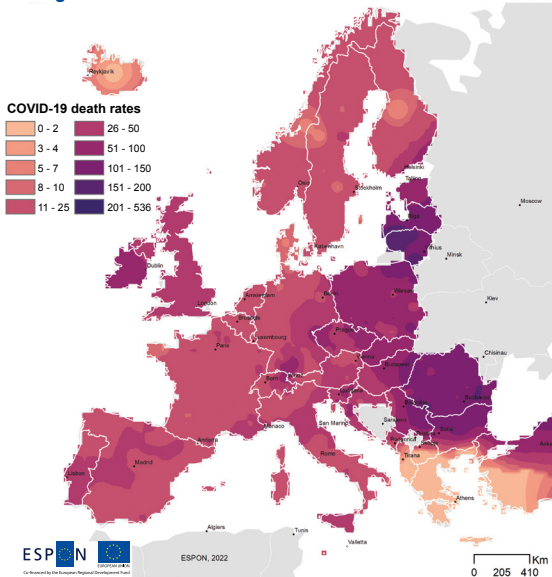 Reykjavík
COVID-19 death rates
0 - 2
3 - 4
5 - 7
8 - 10
11 - 25
26 - 50
51 - 100
101 - 150
151 - 200
201 - 536
Helsinki
Tallinn
Oslo
Stockholm
Moscow
Riga
København
Vilnius
Minsk
Dublin
London
Amsterdam
Berlin
Warsaw
Brussels
Kiev
Luxembourg
Prague
Paris
Vienna
Budapest
Chisinau
Bern
Vaduz
Ljubljana
Bucharest
Monaco
San Marino
Sarajevo
Sofia
Andorra
Podgorica
Skopje
Madrid
Rome
Tirana
Lisbon
Athens
Algiers
Tunis
Valletta
ESPON
EUROPEAN UNION
Co-financed by the European Regional Development Fund
ESPON, 2022
Km
0 205 410